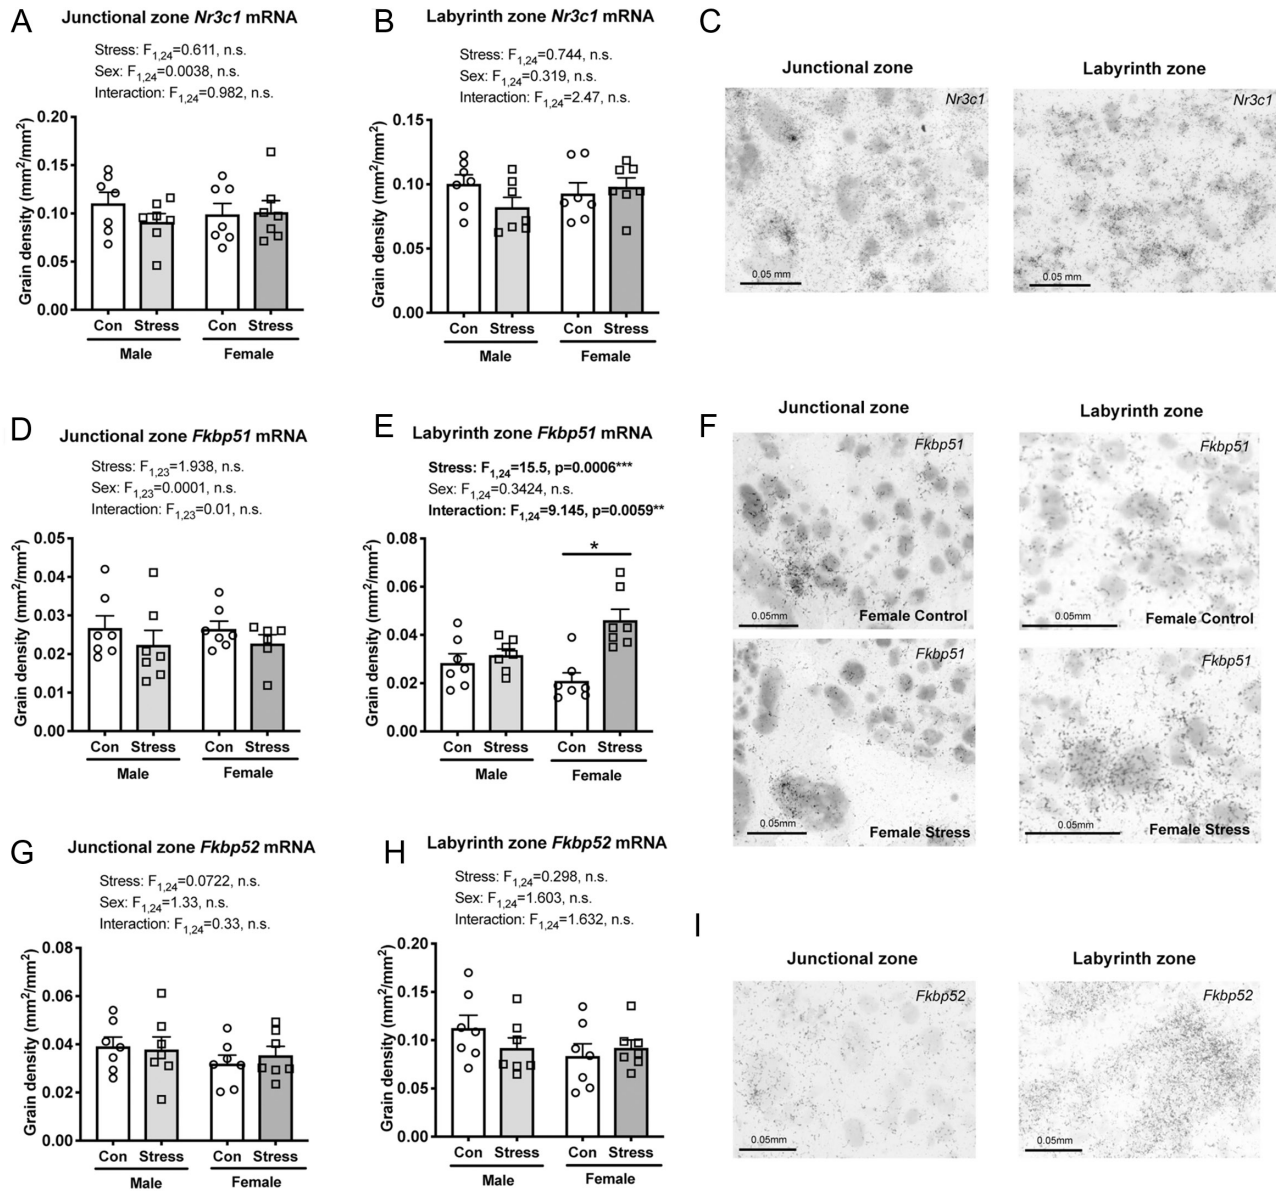 A
Junctional zone Nr3c1 mRNA
Stress: F1,24=0.611, n.s.
Sex: F1,24=0.0038, n.s.
Interaction: F1,24=0.982, n.s.
Grain density (mm2/mm2)
0.20
0.15
0.10
0.05
0.00
Con Stress Con Stress
Male Female
B
Labyrinth zone Nr3c1 mRNA
Stress: F1,24=0.744, n.s.
Sex: F1,24=0.319, n.s.
Interaction: F1,24=2.47, n.s.
Grain density (mm2/mm2)
0.15
0.10
0.05
0.00
Con Stress Con Stress
Male Female
C
Junctional zone
Labyrinth zone
Nr3c1
0.05 mm
Nr3c1
0.05 mm
D
Junctional zone Fkbp51 mRNA
Stress: F1,23=1.938, n.s.
Sex: F1,23=0.0001, n.s.
Interaction: F1,23=0.01, n.s.
Grain density (mm2/mm2)
0.05
0.04
0.03
0.02
0.01
0.00
Con Stress Con Stress
Male Female
E
Labyrinth zone Fkbp51 mRNA
Stress: F1,24=15.5, p=0.0006***
Sex: F1,24=0.3424, n.s.
Interaction: F1,24=9.145, p=0.0059**
Grain density (mm2/mm2)
0.08
0.06
0.04
0.02
0.00
*
Con Stress Con Stress
Male Female
F
Junctional zone
Labyrinth zone
Fkbp51
0.05mm
Female Control
Fkbp51
0.05mm
Female Control
Fkbp51
0.05mm
Female Stress
Fkbp51
0.05mm
Female Stress
G
Junctional zone Fkbp52 mRNA
Stress: F1,24=0.0722, n.s.
Sex: F1,24=1.33, n.s.
Interaction: F1,24=0.33, n.s.
Grain density (mm2/mm2)
0.08
0.06
0.04
0.02
0.00
Con Stress Con Stress
Male Female
H
Labyrinth zone Fkbp52 mRNA
Stress: F1,24=0.298, n.s.
Sex: F1,24=1.603, n.s.
Interaction: F1,24=1.632, n.s.
Grain density (mm2/mm2)
0.20
0.15
0.10
0.05
0.00
Con Stress Con Stress
Male Female
I
Junctional zone
Labyrinth zone
Fkbp52
0.05mm
Fkbp52
0.05mm